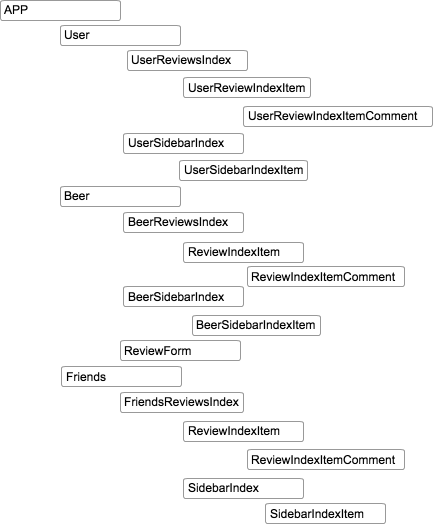 APP
User
UserReviewsIndex
UserReviewIndexItem
UserReviewIndexItemComment
UserSidebarIndex
UserSidebarIndexItem
Beer
BeerReviewsIndex
ReviewIndexItem
ReviewIndexItemComment
BeerSidebarIndex
BeerSidebarIndexItem
ReviewForm
Friends
FriendsReviewsIndex
ReviewIndexItem
ReviewIndexItemComment
SidebarIndex
SidebarIndexItem